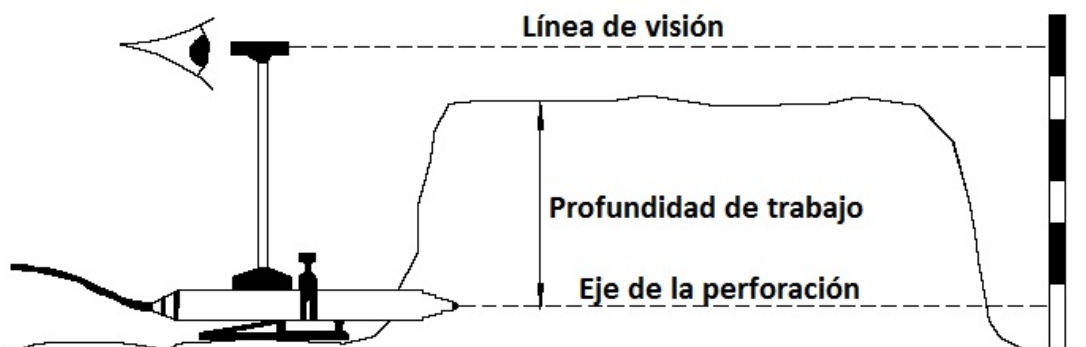 Línea de visión
Profundidad de trabajo
Eje de la perforación